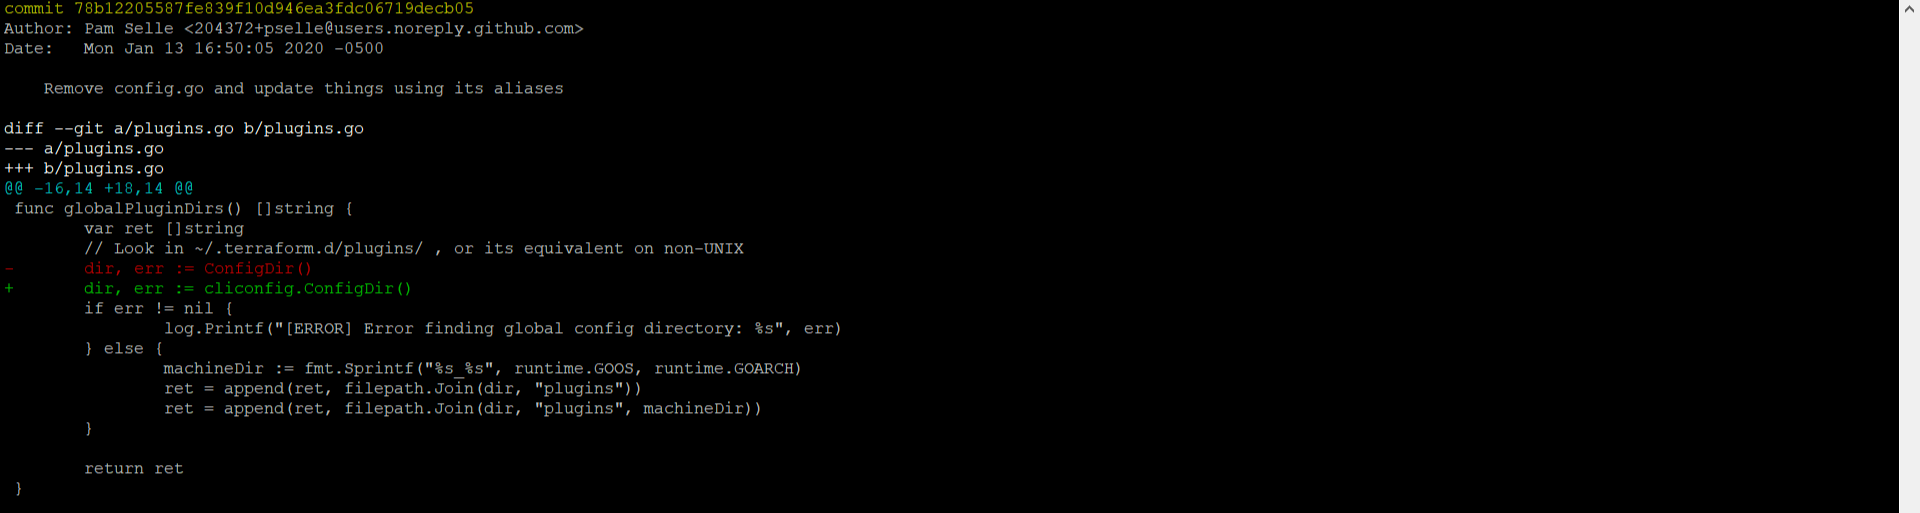 commit 78b12205587fe839f10d946ea3fdc06719decb05
Author: Pam Selle <204372+pselle@users.noreply.github.com>
Date:   Mon Jan 13 16:50:05 2020 -0500

    Remove config.go and update things using its aliases

diff --git a/plugins.go b/plugins.go
--- a/plugins.go
+++ b/plugins.go
@@ -16,14 +18,14 @@
 func globalPluginDirs() []string {
        var ret []string
        // Look in ~/.terraform.d/plugins/ , or its equivalent on non-UNIX
-       dir, err := ConfigDir()
+       dir, err := cliconfig.ConfigDir()
        if err != nil {
                log.Printf("[ERROR] Error finding global config directory: %s", err)
        } else {
                machineDir := fmt.Sprintf("%s_%s", runtime.GOOS, runtime.GOARCH)
                ret = append(ret, filepath.Join(dir, "plugins"))
                ret = append(ret, filepath.Join(dir, "plugins", machineDir))
        }

        return ret
 }